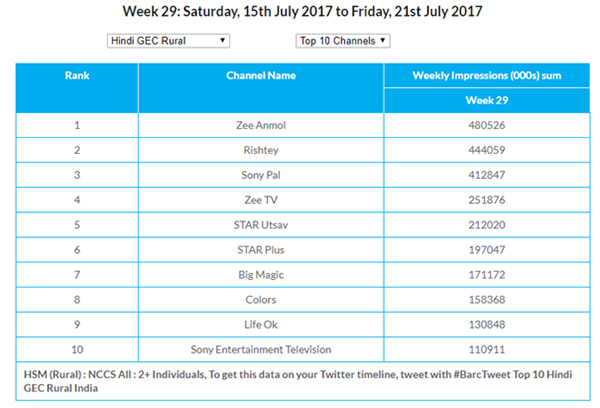 Week 29: Saturday, 15th July 2017 to Friday, 21st July 2017
Hindi GEC Rural Top 10 Channels
Rank Channel Name Weekly Impressions (000s) sum
Week 29
1 Zee Anmol 480526
2 Rishtey 444059
3 Sony Pal 412847
4 Zee TV 251876
5 STAR Utsav 212020
6 STAR Plus 197047
7 Big Magic 171172
8 Colors 158368
9 Life Ok 130848
10 Sony Entertainment Television 110911
HSM (Rural) : NCCS All : 2+ Individuals, To get this data on your Twitter timeline, tweet with #BarcTweet Top 10 Hindi
GEC Rural India